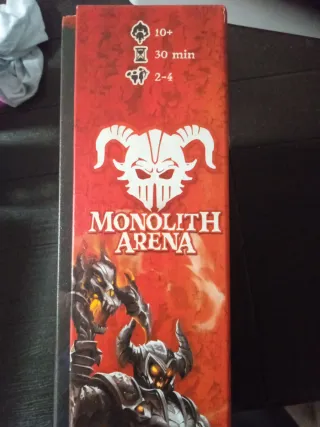 10+
30 min
2-4
MONOLITH
ARENA